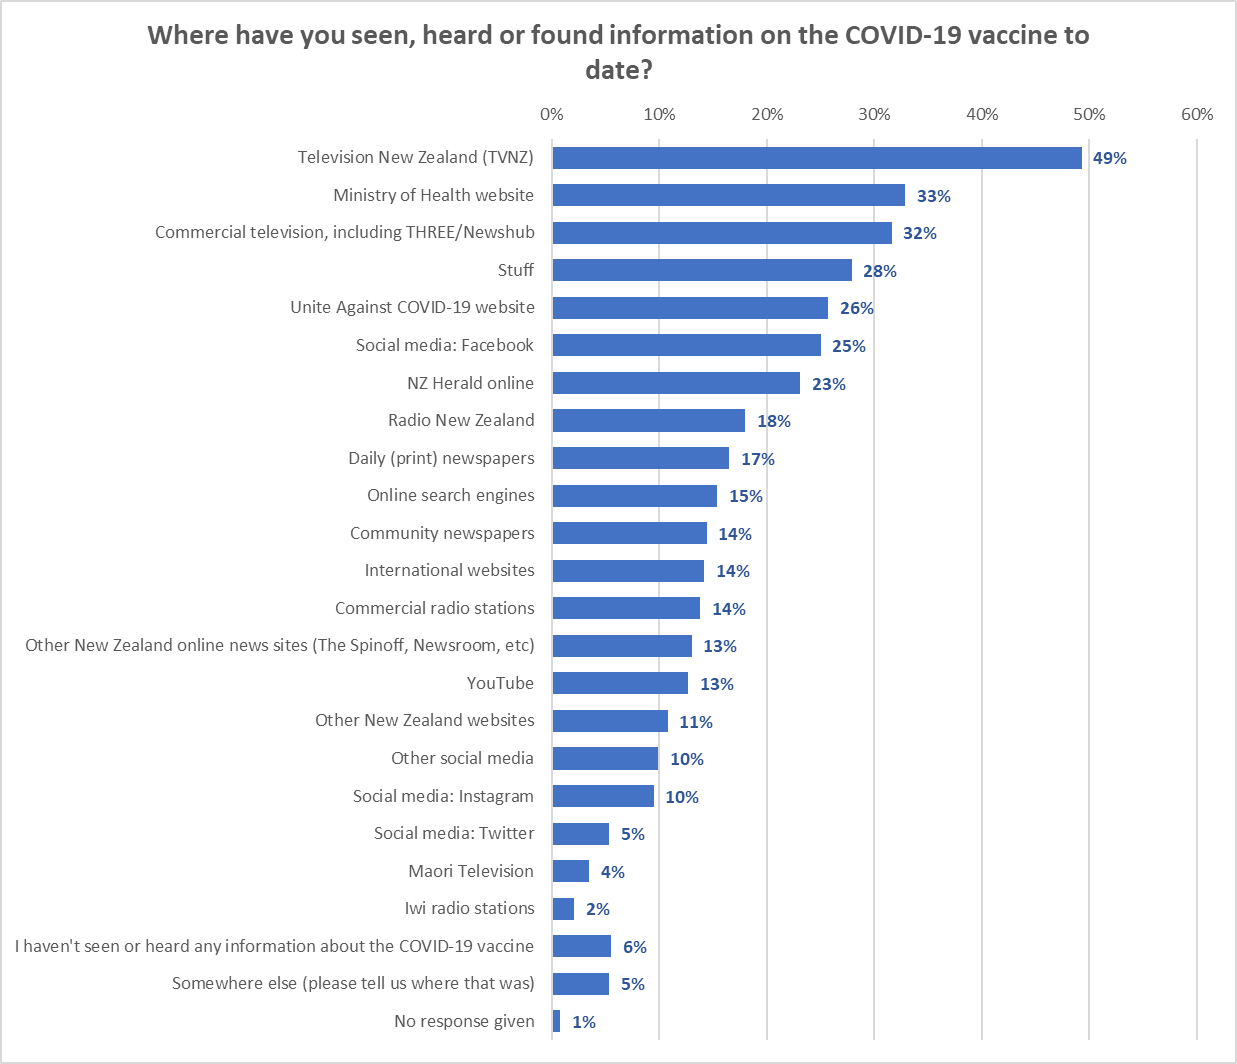 Where have you seen, heard or found information on the COVID-19 vaccine to
date?
0% 10% 20% 30% 40% 50% 60%
Television New Zealand (TVNZ) 49%
Ministry of Health website 33%
Commercial television, including THREE/Newshub 32%
Stuff 28%
Unite Against COVID-19 website 26%
Social media: Facebook 25%
NZ Herald online 23%
Radio New Zealand 18%
Daily (print) newspapers 17%
Online search engines 15%
Community newspapers 14%
International websites 14%
Commercial radio stations 14%
Other New Zealand online news sites (The Spinoff, Newsroom, etc) 13%
YouTube 13%
Other New Zealand websites 11%
Other social media 10%
Social media: Instagram 10%
Social media: Twitter 5%
Maori Television 4%
Iwi radio stations 2%
I haven't seen or heard any information about the COVID-19 vaccine 6%
Somewhere else (please tell us where that was) 5%
No response given 1%